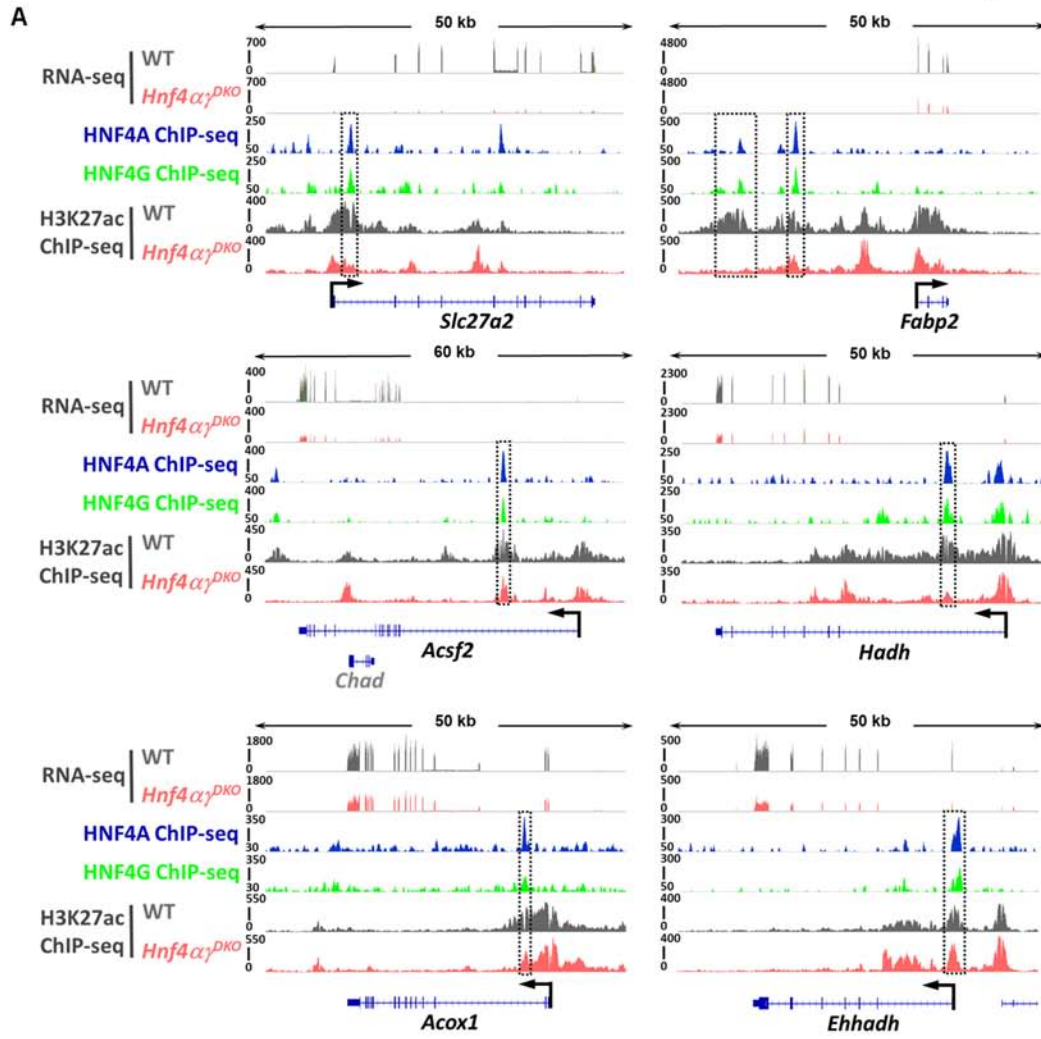 A
50 kb
50 kb
RNA-seq
WT
Hnf4αγDKO
HNF4A ChIP-seq
HNF4G ChIP-seq
H3K27ac
ChIP-seq
WT
Hnf4αγDKO
700
0
700
0
250
50
250
50
400
0
400
0
Slc27a2
4800
0
4800
0
500
50
500
50
500
0
500
0
Fabp2
60 kb
50 kb
RNA-seq
WT
Hnf4αγDKO
HNF4A ChIP-seq
HNF4G ChIP-seq
H3K27ac
ChIP-seq
WT
Hnf4αγDKO
400
0
400
0
400
50
400
50
450
0
450
0
Acsf2
Chad
2300
0
2300
0
250
50
250
50
350
0
350
0
Hadh
50 kb
50 kb
RNA-seq
WT
Hnf4αγDKO
HNF4A ChIP-seq
HNF4G ChIP-seq
H3K27ac
ChIP-seq
WT
Hnf4αγDKO
1800
0
1800
0
350
30
350
30
550
0
550
0
Acox1
500
0
500
0
300
50
300
50
400
0
400
0
Ehhadh